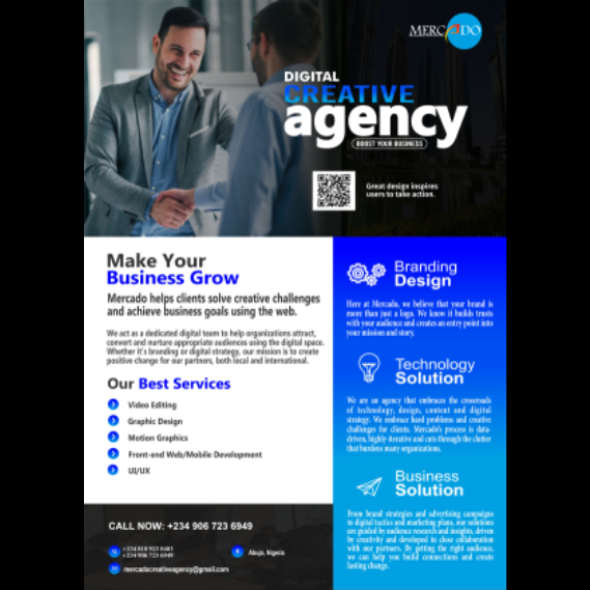 MERCADO
DIGITAL
CREATIVE
agency
BOOST YOUR BUSINESS
Great design inspires
users to take action.
Make Your
Business Grow
Mercado helps clients solve creative challenges
and achieve business goals using the web.
We act as a dedicated digital team to help organizations attract,
convert and nurture appropriate audiences using the digital space.
Whether it's branding or digital strategy, our mission is to create
positive change for our partners, both local and international.
Our Best Services
Video Editing
Graphic Design
Motion Graphics
Front-end Web/Mobile Development
UI/UX
CALL NOW: +234 906 723 6949
+234 906 723 6949
Abuja, Nigeria
mercadocreativeagency@gmail.com
Branding
Design
Here at Mercado, we believe that your brand is
more than just a logo. We know it builds trusts
with your audience and creates an entry point into
your mission and story.
Technology
Solution
We are an agency that embraces the crossroads
of technology, design, content and digital
strategy. We embrace hard problems and creative
challenges for clients. Mercado's process is data-
driven, highly-iterative and cuts through the clutter
that burdens many organizations.
Business
Solution
From brand strategies and advertising campaigns
to digital tactics and marketing plans, our solutions
are guided by audience research and insights, driven
by creativity and developed in close collaboration
with our partners. By getting the right audience,
we can help you build connections and create
lasting change.